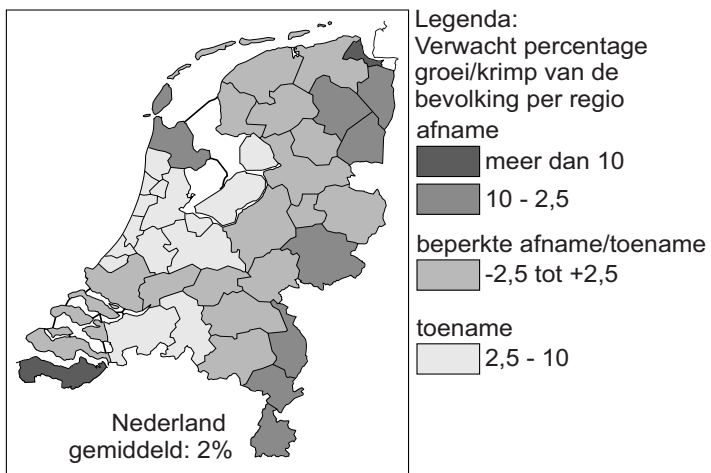 Legenda:
Verwacht percentage
groei/krimp van de
bevolking per regio
afname
meer dan 10
10 - 2,5
beperkte afname/toename
-2,5 tot +2,5
toename
2,5 - 10
Nederland
gemiddeld: 2%